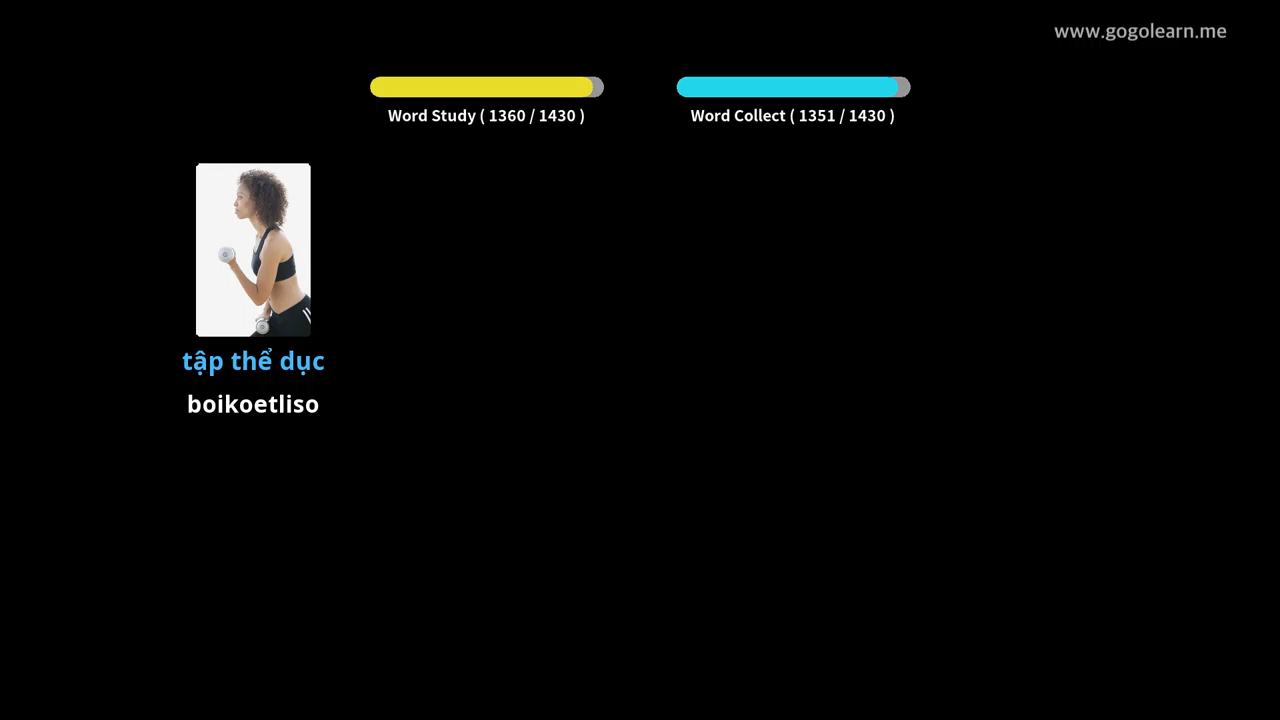 www.gogolearn.me
Word Study ( 1360 / 1430 )
Word Collect ( 1351 / 1430 )
tập thể dục
boikoetliso